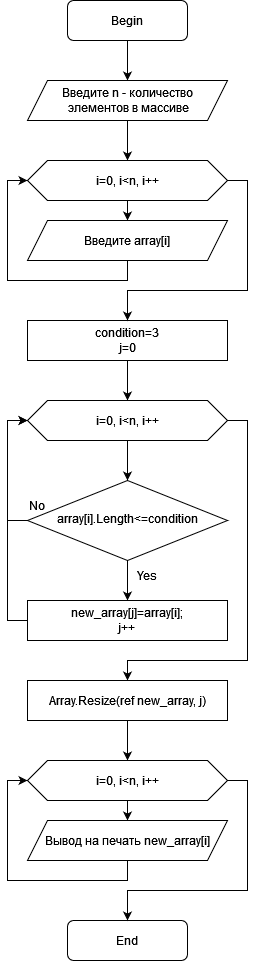 Begin
Введите n - количество
элементов в массиве
i=0, i<n, i++
Введите array[i]
condition=3
j=0
i=0, i<n, i++
array[i].Length<=condition
No
Yes
new_array[j]=array[i];
j++
Array.Resize(ref new_array, j)
i=0, i<n, i++
Вывод на печать new_array[i]
End